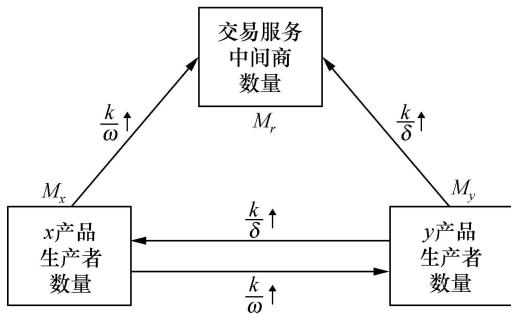 交易服务
中间商
数量
M_r
k/ω↑
k/δ↑
M_x
M_y
x产品
生产者
数量
k/δ↑
k/ω↑
y产品
生产者
数量